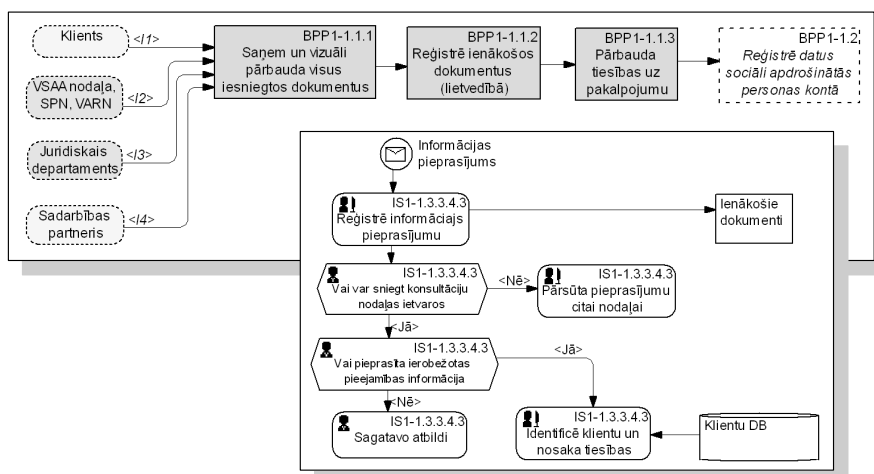 Klients
<I1>
VSAA nodaļa,
SPN, VARN
<I2>
Juridiskais
departaments
<I3>
Sadarbības
partneris
<I4>
BPP1-1.1.1
Saņem un vizuāli
pārbauda visus
iesniegtos dokumentus
BPP1-1.1.2
Reģistrē ienākošos
dokumentus
(lietvedībā)
BPP1-1.1.3
Pārbauda
tiesības uz
pakalpojumu
BPP1-1.2
Reģistrē datus
sociāli apdrošinātās
personas kontā
Informācijas
pieprasījums
IS1-1.3.3.4.3
Reģistrē informāciajs
pieprasījumu
Ienākošie
dokumenti
IS1-1.3.3.4.3
Vai var sniegt konsultāciju
nodaļas ietvaros
<Nē>
IS1-1.3.3.4.3
Pārsūta pieprasījumu
citai nodaļai
<Jā>
IS1-1.3.3.4.3
Vai pieprasīta ierobežotas
pieejamības informācija
<Jā>
<Nē>
IS1-1.3.3.4.3
Sagatavo atbildi
IS1-1.3.3.4.3
Identificē klientu un
nosaka tiesības
Klientu DB